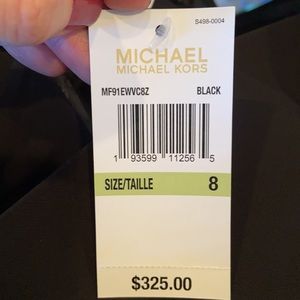 S498-0004
MICHAEL
MICHAEL KORS
MF91EWVC8Z BLACK
1 93599 11256 5
SIZE/TAILLE 8
$325.00